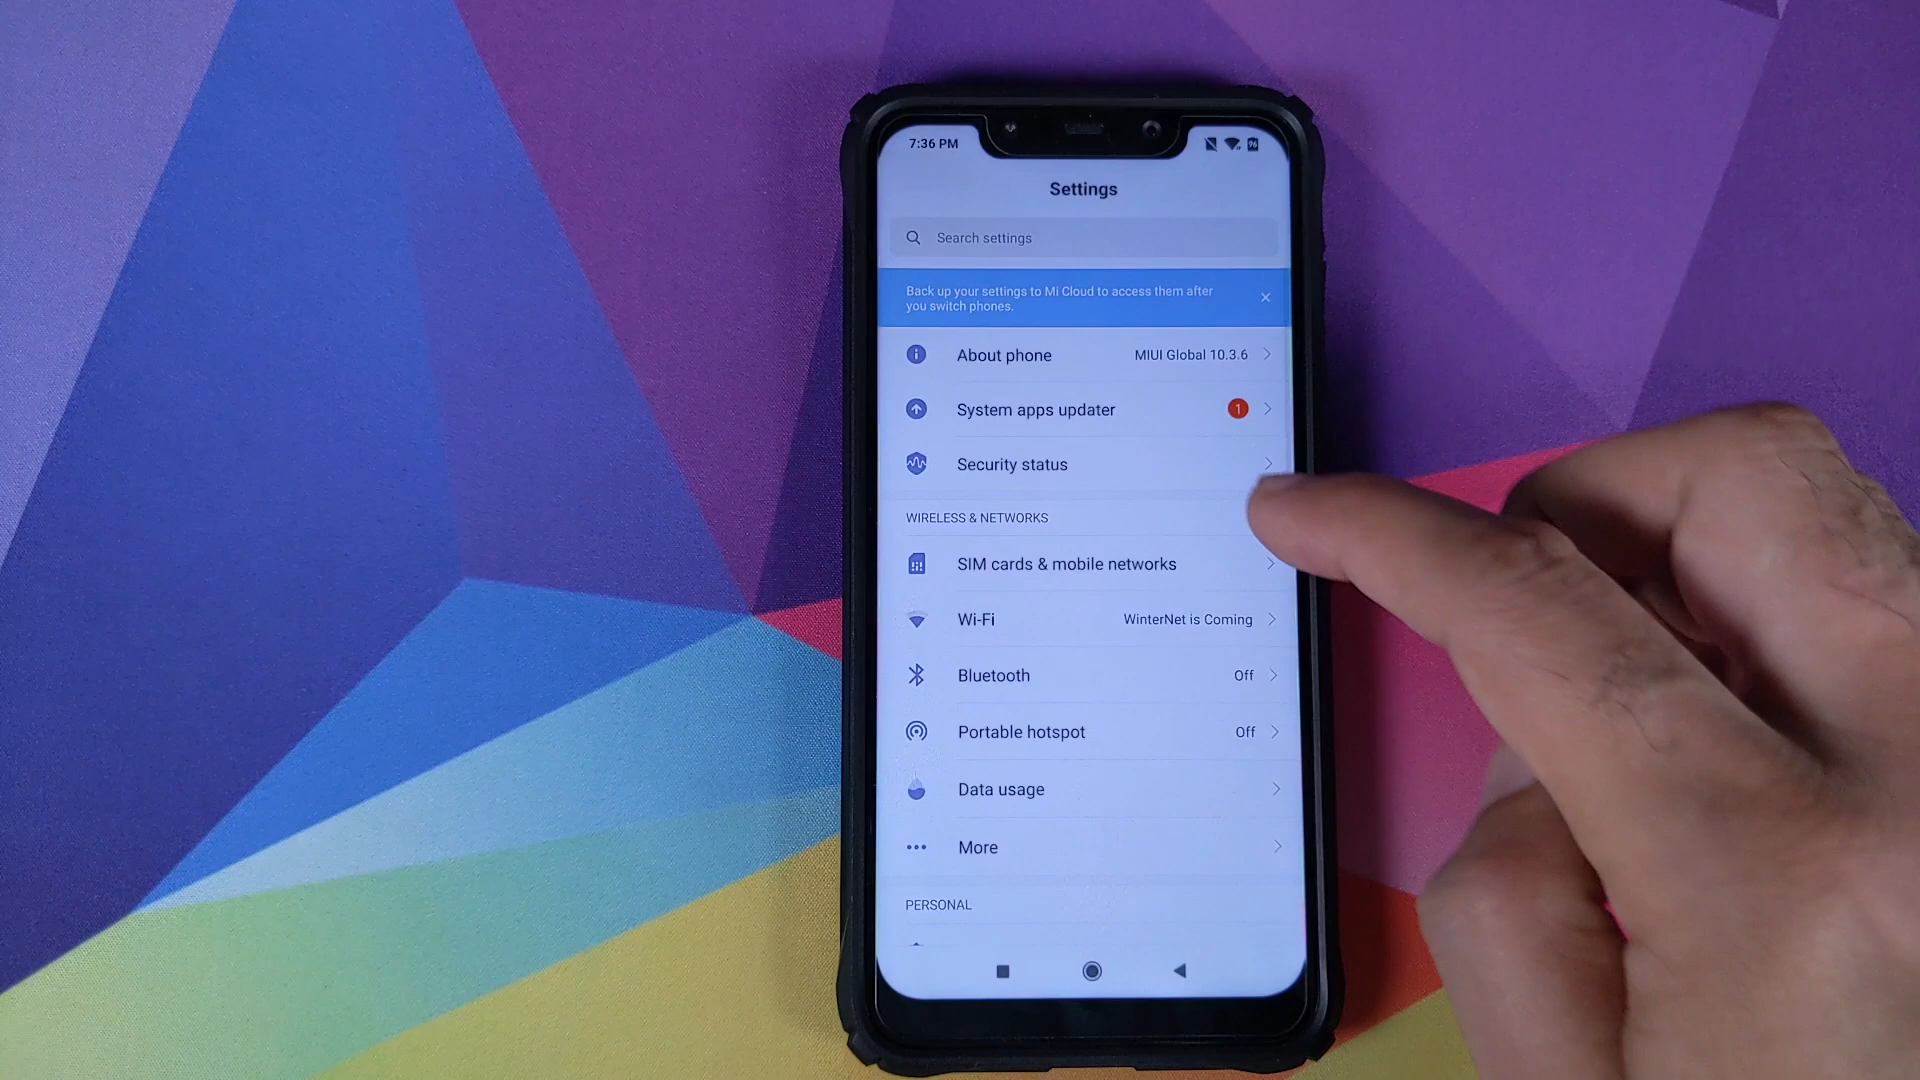 7:36 PM
96
Settings
Search settings
Back up your settings to Mi Cloud to access them after
you switch phones.
About phone MIUI Global 10.3.6
System apps updater 1
Security status
WIRELESS & NETWORKS
SIM cards & mobile networks
Wi-Fi WinterNet is Coming
Bluetooth Off
Portable hotspot Off
Data usage
More
PERSONAL